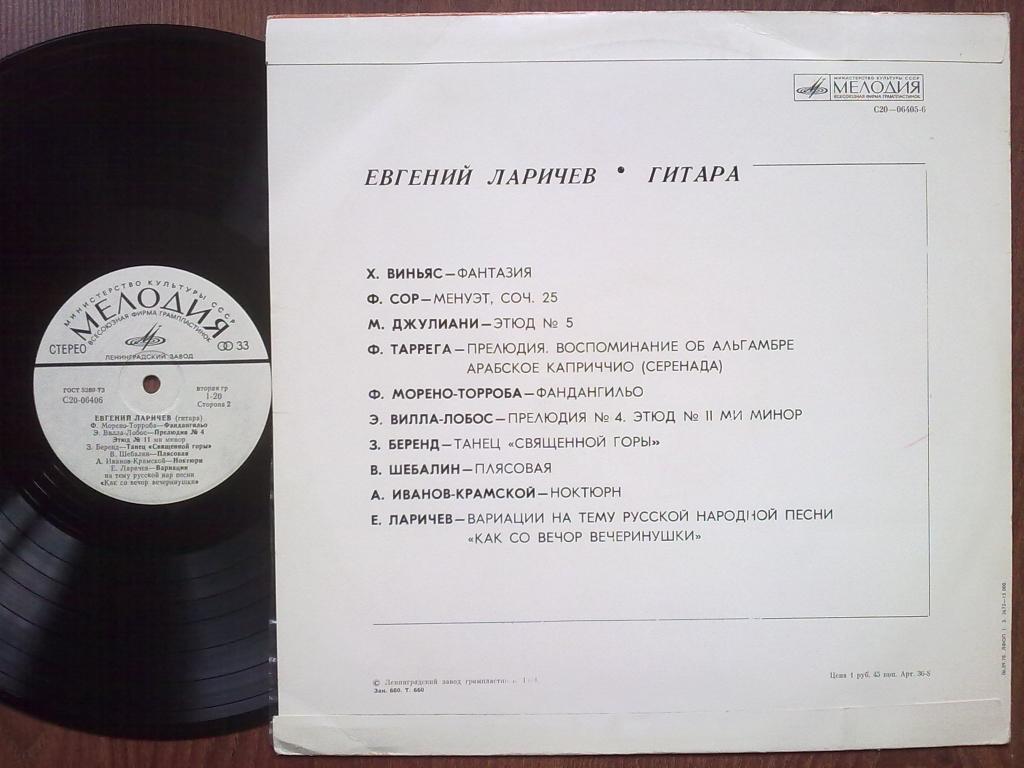 МИНИСТЕРСТВО КУЛЬТУРЫ СССР
МЕЛОДИЯ
ВСЕСОЮЗНАЯ ФИРМА ГРАМПЛАСТИНОК
С20—06405-6
ЕВГЕНИЙ ЛАРИЧЕВ • ГИТАРА
Х. ВИНЬЯС—ФАНТАЗИЯ
Ф. СОР—МЕНУЭТ, СОЧ. 25
М. ДЖУЛИАНИ—ЭТЮД № 5
Ф. ТАРРЕГА—ПРЕЛЮДИЯ. ВОСПОМИНАНИЕ ОБ АЛЬГАМБРЕ
АРАБСКОЕ КАПРИЧЧИО (СЕРЕНАДА)
Ф. МОРЕНО-ТОРРОБА—ФАНДАНГИЛЬО
Э. ВИЛЛА-ЛОБОС—ПРЕЛЮДИЯ № 4. ЭТЮД № II МИ МИНОР
З. БЕРЕНД—ТАНЕЦ «СВЯЩЕННОЙ ГОРЫ»
В. ШЕБАЛИН—ПЛЯСОВАЯ
А. ИВАНОВ-КРАМСКОЙ—НОКТЮРН
Е. ЛАРИЧЕВ—ВАРИАЦИИ НА ТЕМУ РУССКОЙ НАРОДНОЙ ПЕСНИ
«КАК СО ВЕЧОР ВЕЧЕРИНУШКИ»
© Ленинградский завод
Зак. 660. Т. 660
Цена 1 руб. 45 коп. Арт. 36-8
МИНИСТЕРСТВО КУЛЬТУРЫ СССР
МЕЛОДИЯ
ВСЕСОЮЗНАЯ ФИРМА ГРАМПЛАСТИНОК
СТЕРЕО
33
ЛЕНИНГРАДСКИЙ ЗАВОД
ГОСТ 5289-73
С20-06406
вторая гр
1-20
Сторона 2
ЕВГЕНИЙ ЛАРИЧЕВ (гитара)
Ф. Морено-Торроба—Фандангильо
Э. Вилла-Лобос—Прелюдия № 4
Этюд № 11 ми минор
З. Беренд—Танец «Священной горы»
В. Шебалин—Плясовая
А. Иванов-Крамской—Ноктюрн
Е. Ларичев—Вариации
на тему русской нар песни
«Как со вечор вечеринушки»